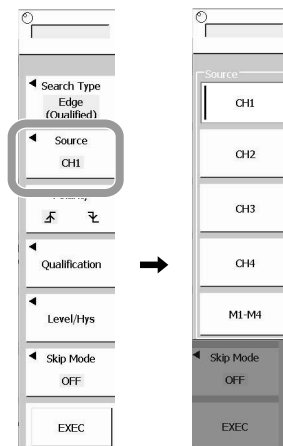 Search Type
Edge
(Qualified)
Source
CH1
Polarity
Qualification
Level/Hys
Skip Mode
OFF
EXEC
Source
CH1
CH2
CH3
CH4
M1-M4
Skip Mode
OFF
EXEC